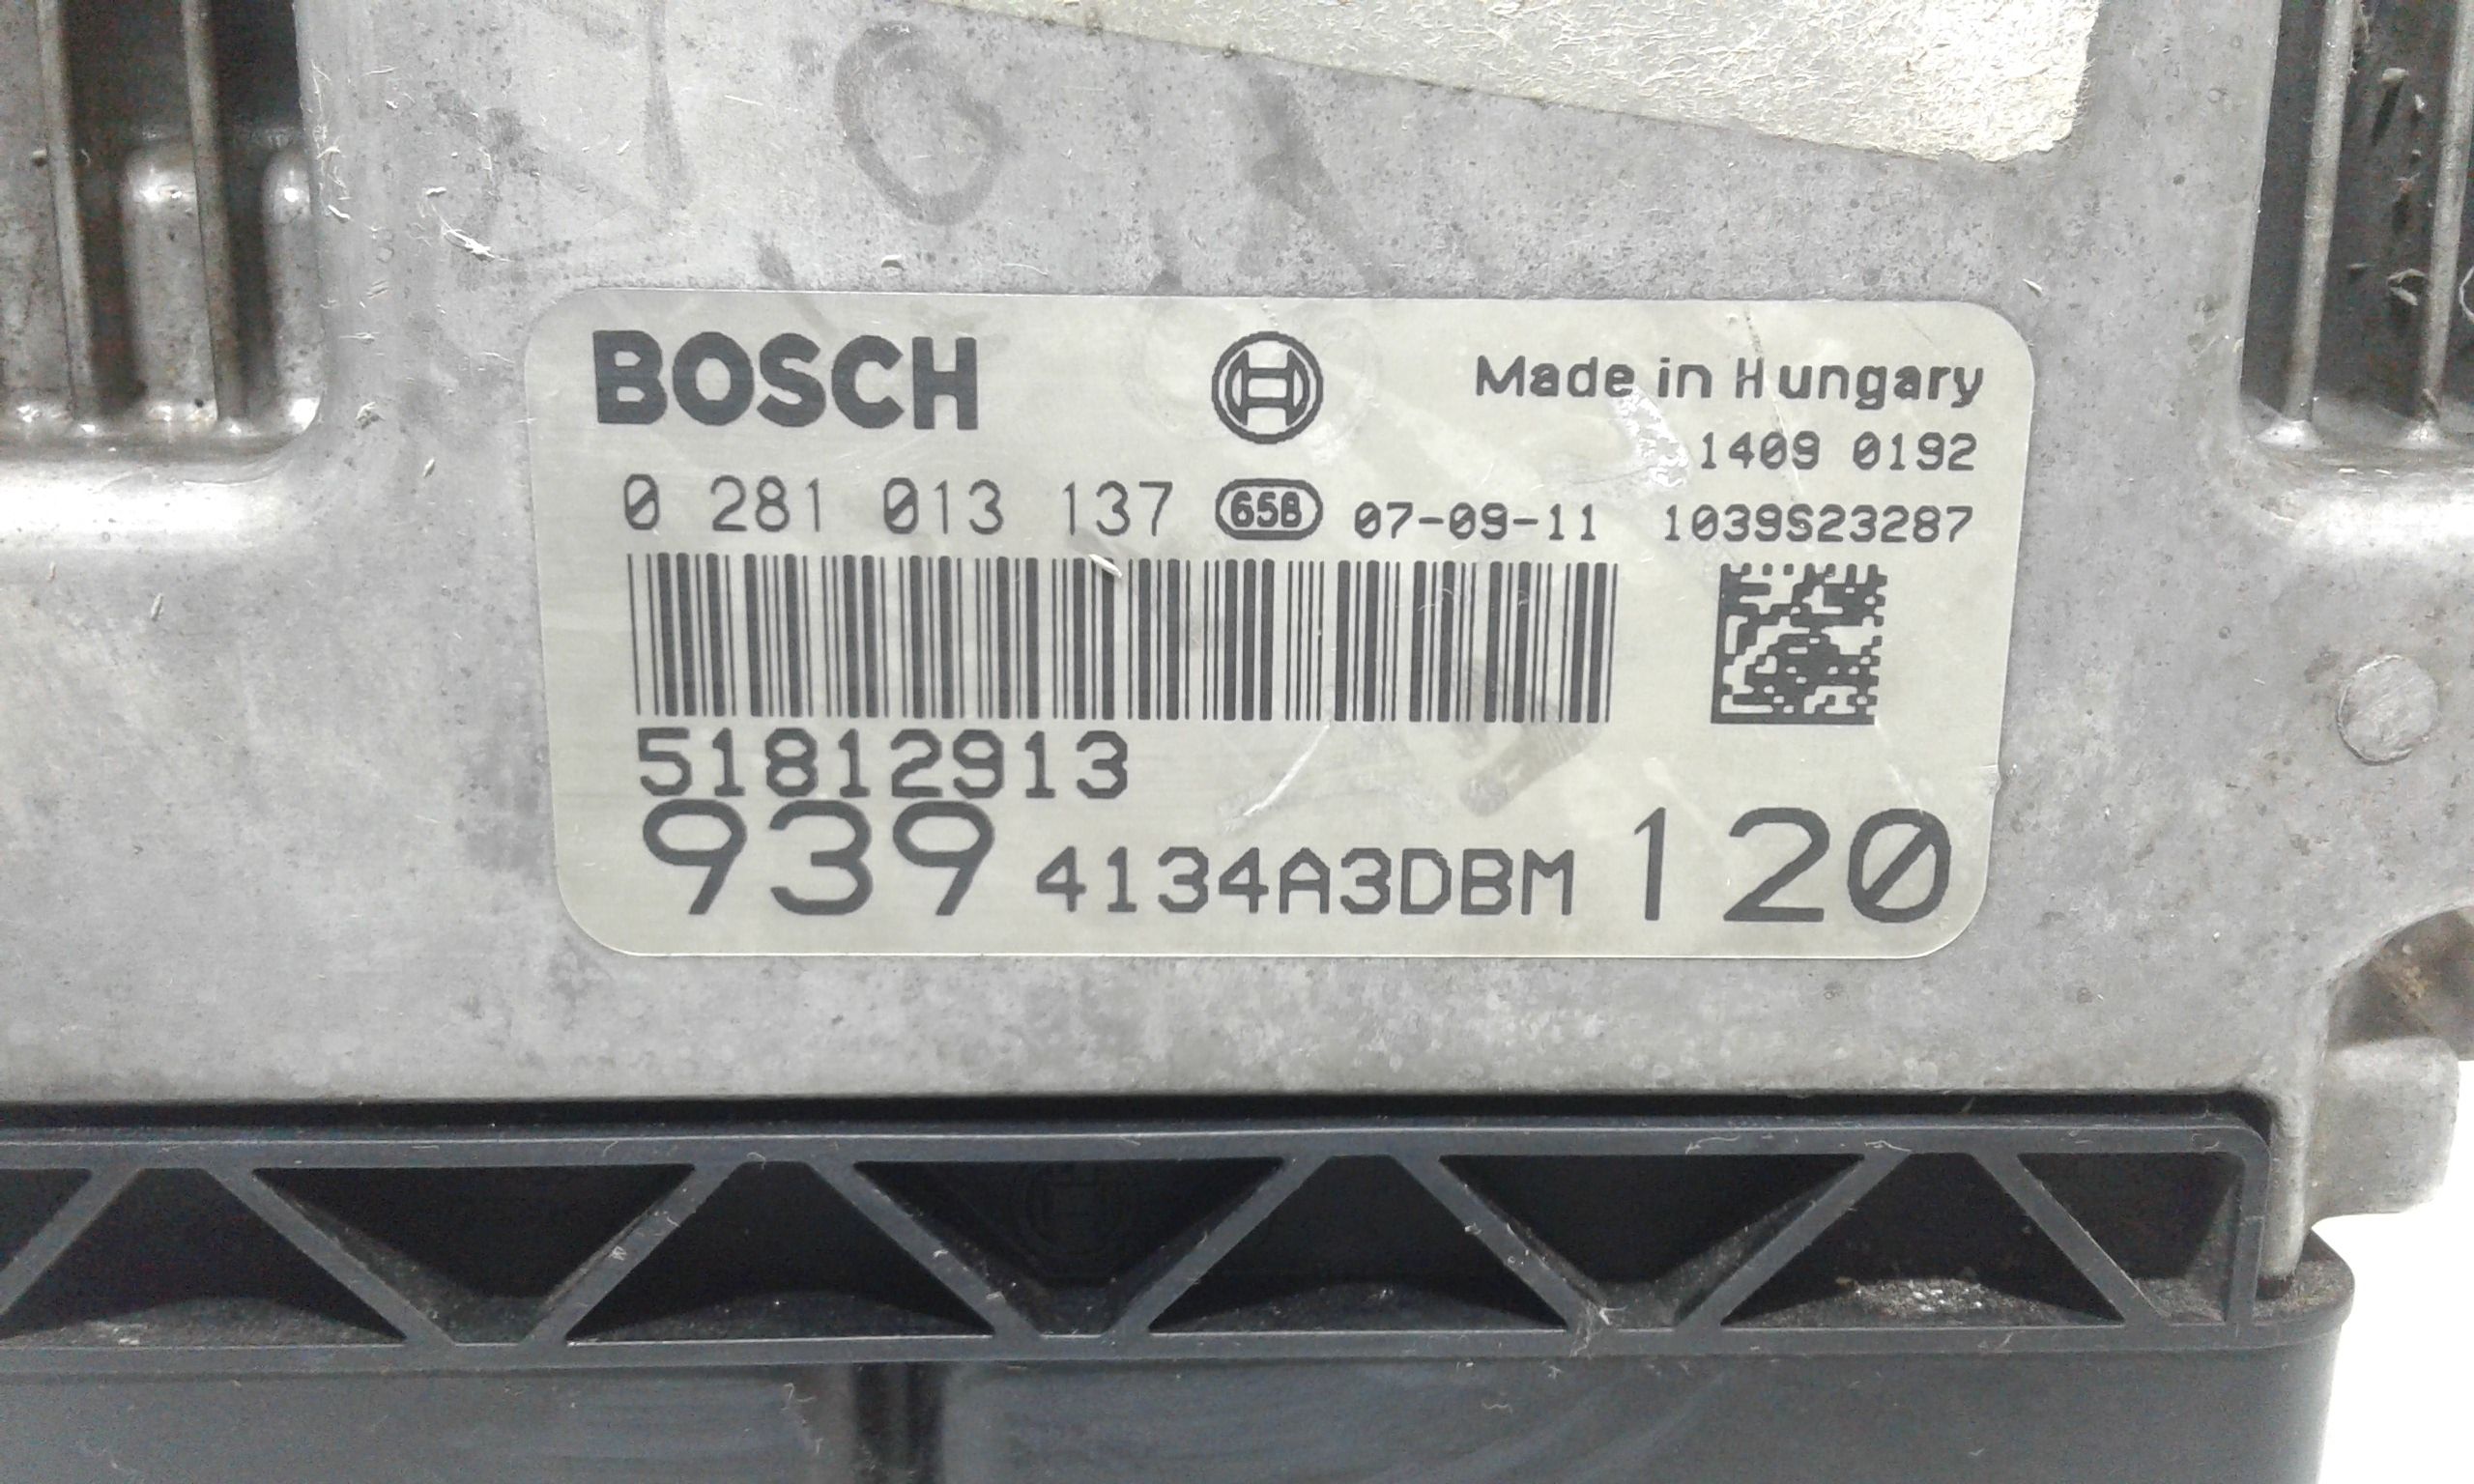 BOSCH
Made in Hungary
1409 0192
0 281 013 137 658 07-09-11 1039S23287
51812913
939 4134A3DBM 120